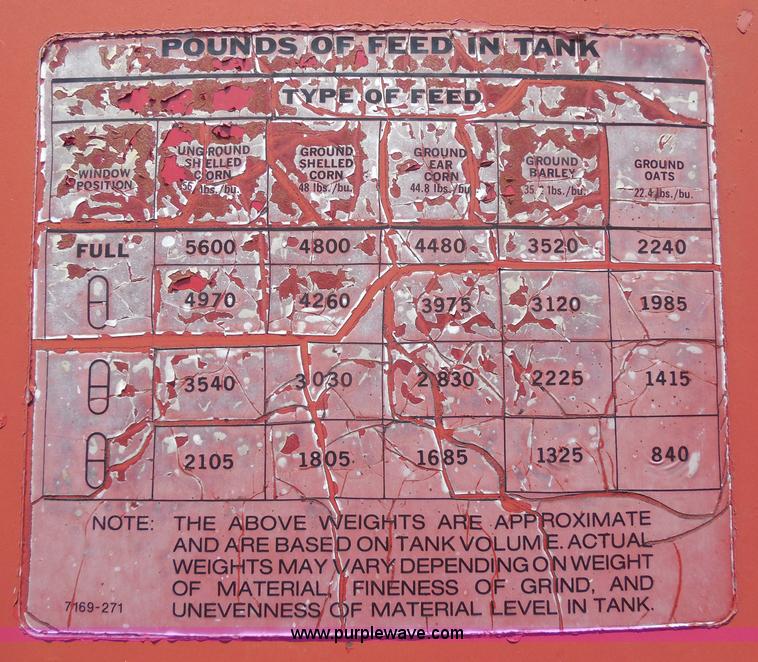 POUNDS OF FEED IN TANK
TYPE OF FEED
WINDOW POSITION UNGROUND SHELLED CORN 56 lbs./bu. GROUND SHELLED CORN 48 lbs./bu. GROUND EAR CORN 44.8 lbs./bu. GROUND BARLEY lbs./bu. GROUND OATS 22.4 lbs./bu.
FULL 5600 4800 4480 3520 2240
4970 4260 3975 3120 1985
3540 3030 2830 2225 1415
2105 1805 1685 1325 840
NOTE: THE ABOVE WEIGHTS ARE APPROXIMATE
AND ARE BASED ON TANK VOLUME. ACTUAL
WEIGHTS MAY VARY DEPENDING ON WEIGHT
OF MATERIAL, FINENESS OF GRIND, AND
7169-271 UNEVENNESS OF MATERIAL LEVEL IN TANK.
www.purplewave.com